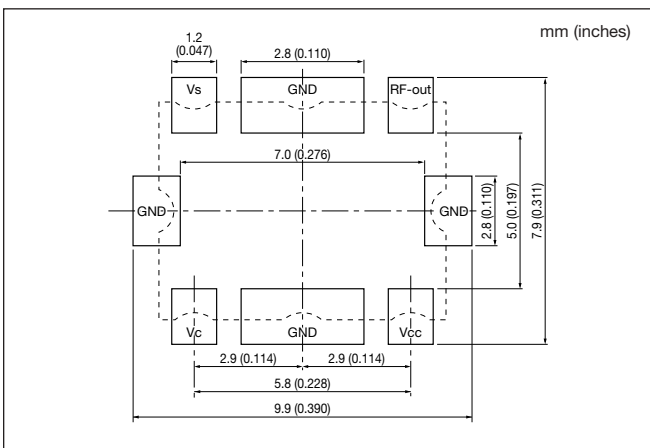 mm (inches)
1.2
(0.047)
2.8 (0.110)
Vs
GND
RF-out
7.0 (0.276)
GND
GND
2.8 (0.110)
5.0 (0.197)
7.9 (0.311)
Vc
GND
Vcc
2.9 (0.114)
2.9 (0.114)
5.8 (0.228)
9.9 (0.390)